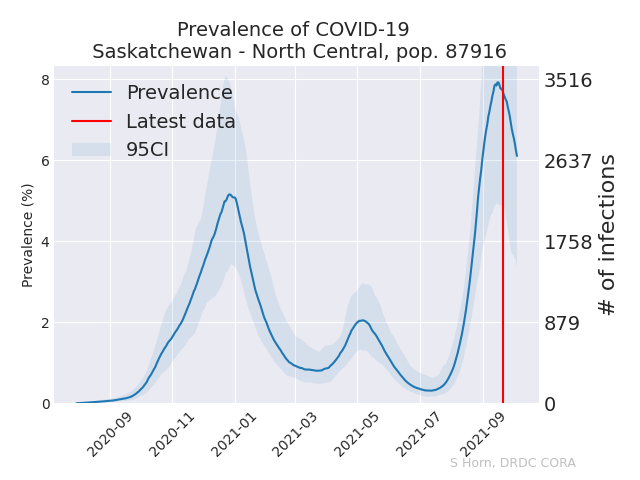 Prevalence of COVID-19
Saskatchewan - North Central, pop. 87916
Prevalence
Latest data
95CI
Prevalence (%)
8
6
4
2
0
3516
2637
1758
879
0
# of infections
2020-09
2020-11
2021-01
2021-03
2021-05
2021-07
2021-09
S Horn, DRDC CORA